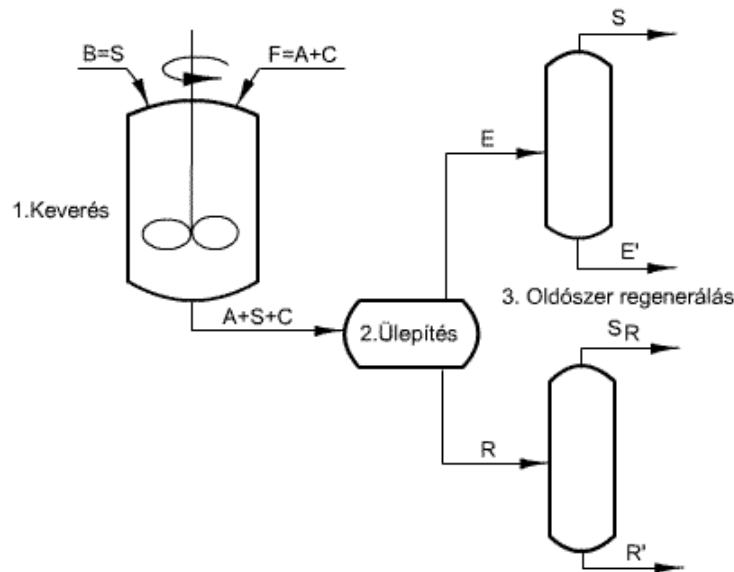 S
B=S
F=A+C
E
1.Keverés
E'
3. Oldószer regenerálás
A+S+C
2.Ülepítés
SR
R
R'